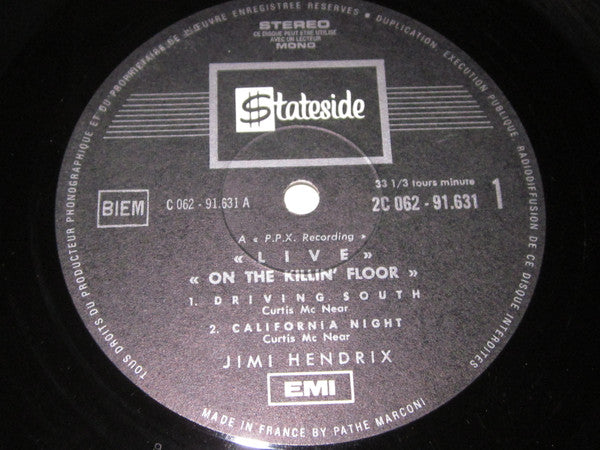 TOUS DROITS DU PRODUCTEUR PHONOGRAPHIQUE ET DU PROPRIETAIRE DE L'ŒUVRE ENREGISTREE RESERVES • DUPLICATION, EXECUTION PUBLIQUE, RADIODIFFUSION DE CE DISQUE INTERDITES
STEREO
CE DISQUE PEUT ETRE UTILISE
AVEC UN LECTEUR
MONO
$tateside
33 1/3 tours minute
BIEM
C 062 - 91.631 A
2C 062 - 91.631
1
A « P.P.X. Recording »
« LIVE »
« ON THE KILLIN' FLOOR »
1. DRIVING SOUTH
Curtis Mc Near
2. CALIFORNIA NIGHT
Curtis Mc Near
JIMI HENDRIX
EMI
MADE IN FRANCE BY PATHE MARCONI